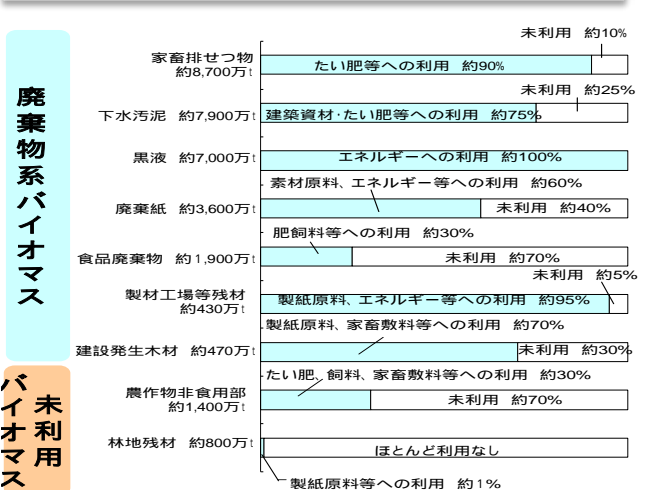 廃棄物系バイオマス
未利用 約10%
家畜排せつ物
約8,700万t
たい肥等への利用 約90%
未利用 約25%
下水汚泥 約7,900万t
建築資材・たい肥等への利用 約75%
黒液 約7,000万t
エネルギーへの利用 約100%
素材原料、エネルギー等への利用 約60%
廃棄紙 約3,600万t
未利用 約40%
肥飼料等への利用 約30%
食品廃棄物 約1,900万t
未利用 約70%
未利用 約5%
製材工場等残材
約430万t
製紙原料、エネルギー等への利用 約95%
製紙原料、家畜敷料等への利用 約70%
建設発生木材 約470万t
未利用 約30%
未利用
バイオマス
たい肥、飼料、家畜敷料等への利用 約30%
農作物非食用部
約1,400万t
未利用 約70%
林地残材 約800万t
ほとんど利用なし
製紙原料等への利用 約1%